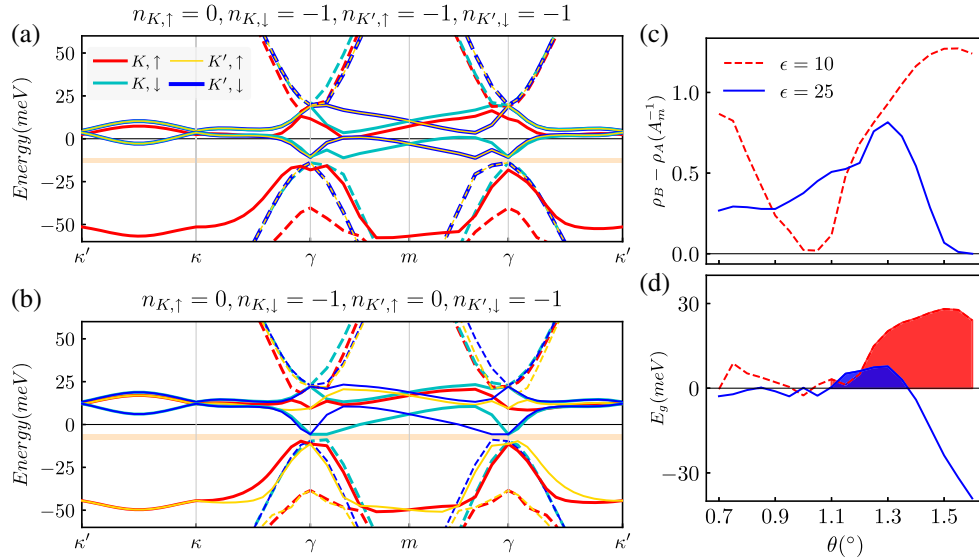 (a)
n_{K,↑} = 0, n_{K,↓} = −1, n_{K′,↑} = −1, n_{K′,↓} = −1
K, ↑
K′, ↑
K, ↓
K′, ↓
Energy(meV)
50
25
0
−25
−50
κ′
κ
γ
m
γ
κ′
(b)
n_{K,↑} = 0, n_{K,↓} = −1, n_{K′,↑} = 0, n_{K′,↓} = −1
Energy(meV)
50
25
0
−25
−50
κ′
κ
γ
m
γ
κ′
(c)
ϵ = 10
ϵ = 25
ρ_B − ρ_A(A_m^{−1})
1.0
0.5
0.0
(d)
E_g(meV)
30
0
−30
0.7
0.9
1.1
1.3
1.5
θ(°)